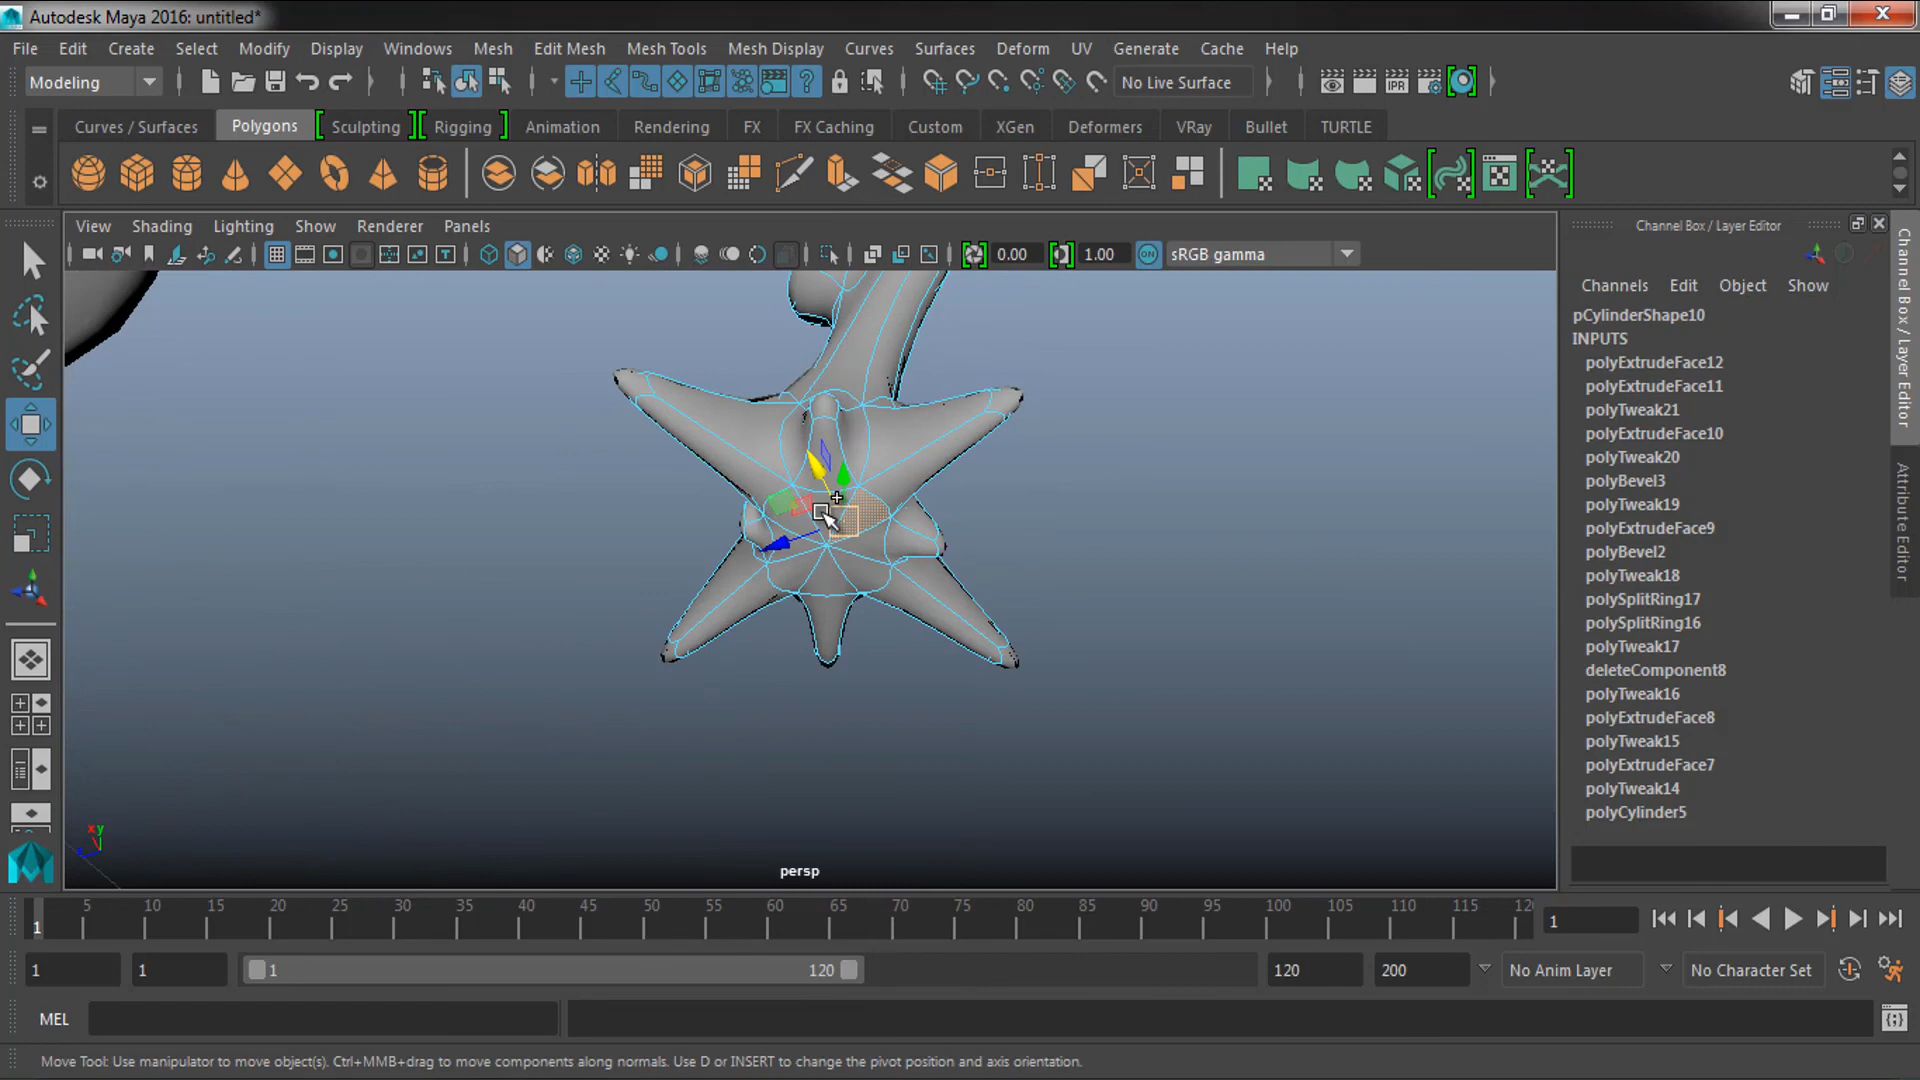 Autodesk Maya 2016: untitled*
File Edit Create Select Modify Display Windows Mesh Edit Mesh Mesh Tools Mesh Display Curves Surfaces Deform UV Generate Cache Help
Modeling No Live Surface IPR
Curves / Surfaces Polygons Sculpting Rigging Animation Rendering FX FX Caching Custom XGen Deformers VRay Bullet TURTLE
View Shading Lighting Show Renderer Panels
0.00 1.00 ON sRGB gamma
Channel Box / Layer Editor
Channels Edit Object Show
pCylinderShape10
INPUTS
polyExtrudeFace12
polyExtrudeFace11
polyTweak21
polyExtrudeFace10
polyTweak20
polyBevel3
polyTweak19
polyExtrudeFace9
polyBevel2
polyTweak18
polySplitRing17
polySplitRing16
polyTweak17
deleteComponent8
polyTweak16
polyExtrudeFace8
polyTweak15
polyExtrudeFace7
polyTweak14
polyCylinder5
Channel Box / Layer Editor
Attribute Editor
x y
persp
1 5 10 15 20 25 30 35 40 45 50 55 60 65 70 75 80 85 90 95 100 105 110 115 12
1
1 1 1 120 120 200 No Anim Layer No Character Set
MEL
Move Tool: Use manipulator to move object(s). Ctrl+MMB+drag to move components along normals. Use D or INSERT to change the pivot position and axis orientation.